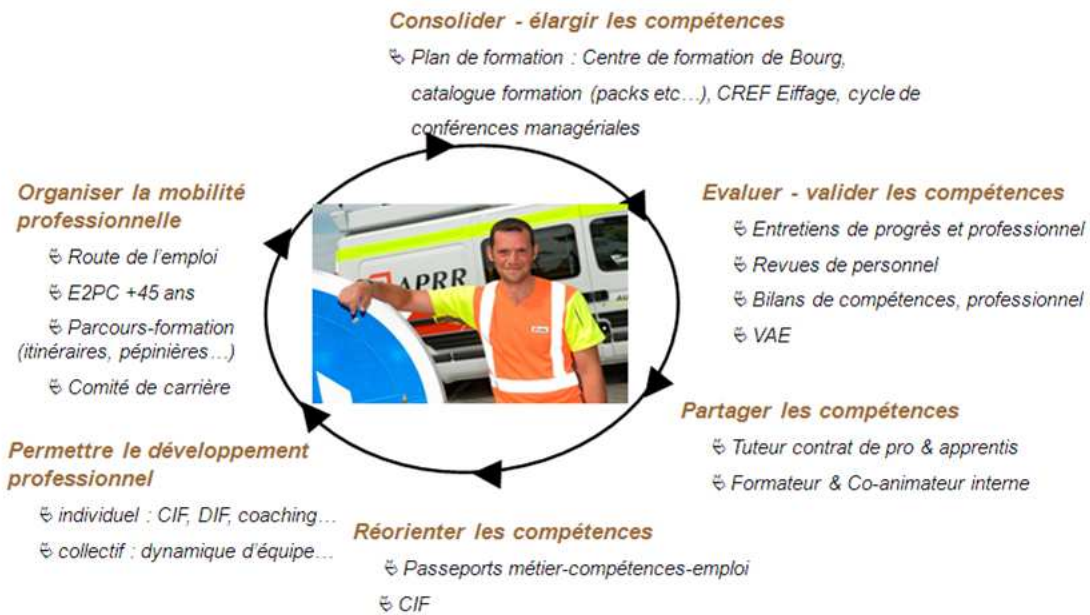 Consolider - élargir les compétences
Plan de formation : Centre de formation de Bourg,
catalogue formation (packs etc…), CREF Eiffage, cycle de
conférences managériales
Evaluer - valider les compétences
Entretiens de progrès et professionnel
Revues de personnel
Bilans de compétences, professionnel
VAE
Partager les compétences
Tuteur contrat de pro & apprentis
Formateur & Co-animateur interne
Réorienter les compétences
Passeports métier-compétences-emploi
CIF
Permettre le développement
professionnel
individuel : CIF, DIF, coaching…
collectif : dynamique d'équipe…
Organiser la mobilité
professionnelle
Route de l'emploi
E2PC +45 ans
Parcours-formation
(itinéraires, pépinières…)
Comité de carrière
APRR